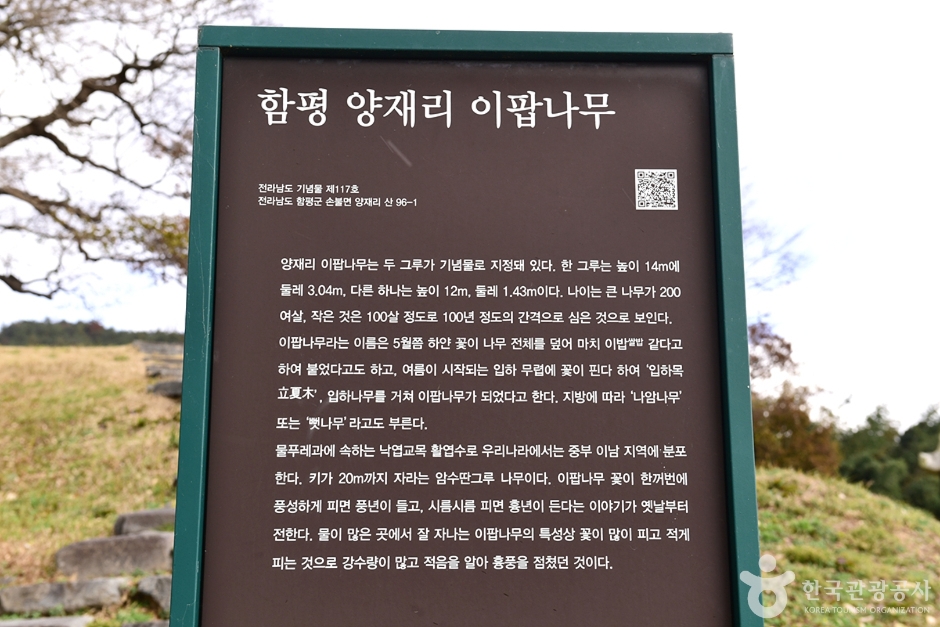 함평 양재리 이팝나무
전라남도 기념물 제117호
전라남도 함평군 손불면 양재리 산 96-1
양재리 이팝나무는 두 그루가 기념물로 지정돼 있다. 한 그루는 높이 14m에
둘레 3.04m, 다른 하나는 높이 12m, 둘레 1.43m이다. 나이는 큰 나무가 200
여살, 작은 것은 100살 정도로 100년 정도의 간격으로 심은 것으로 보인다.
이팝나무라는 이름은 5월쯤 하얀 꽃이 나무 전체를 덮어 마치 이밥쌀밥 같다고
하여 붙었다고도 하고, 여름이 시작되는 입하 무렵에 꽃이 핀다 하여 '입하목
立夏木', 입하나무를 거쳐 이팝나무가 되었다고 한다. 지방에 따라 '니암나무'
또는 '뻣나무'라고도 부른다.
물푸레과에 속하는 낙엽교목 활엽수로 우리나라에서는 중부 이남 지역에 분포
한다. 키가 20m까지 자라는 암수딴그루 나무이다. 이팝나무 꽃이 한꺼번에
풍성하게 피면 풍년이 들고, 시름시름 피면 흉년이 든다는 이야기가 옛날부터
전한다. 물이 많은 곳에서 잘 자나는 이팝나무의 특성상 꽃이 많이 피고 적게
피는 것으로 강수량이 많고 적음을 알아 흉풍을 점쳤던 것이다.
한국관광공사
KOREA TOURISM ORGANIZATION